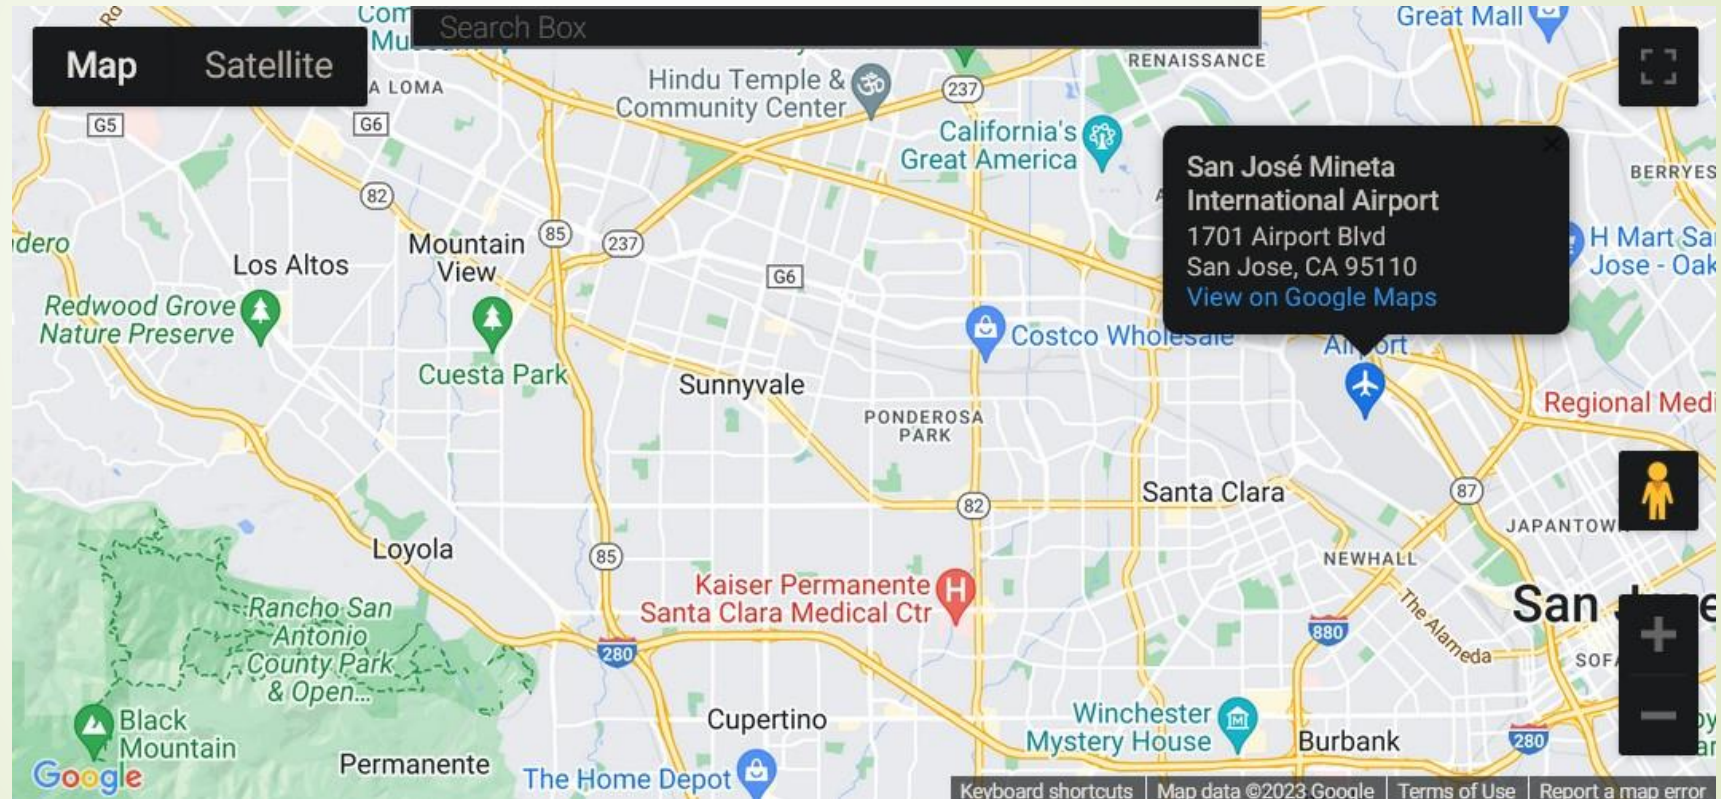 Search Box
Map
Satellite
Great Mall
RENAISSANCE
A LOMA
Hindu Temple &
Community Center
237
California's
Great America
G5
G6
82
San José Mineta
International Airport
1701 Airport Blvd
San Jose, CA 95110
View on Google Maps
BERRYES
H Mart Sa
Jose - Oak
dero
Los Altos
Mountain
View
85
237
G6
Redwood Grove
Nature Preserve
Cuesta Park
Costco Wholesale
Airport
Sunnyvale
PONDEROSA
PARK
Regional Medi
82
Santa Clara
87
JAPANTOW
NEWHALL
Loyola
85
Kaiser Permanente
Santa Clara Medical Ctr
The Alameda
San J
880
280
Rancho San
Antonio
County Park
& Open...
SOFA
Black
Mountain
Cupertino
Winchester
Mystery House
Burbank
280
Permanente
The Home Depot
Google
Keyboard shortcuts
Map data ©2023 Google
Terms of Use
Report a map error